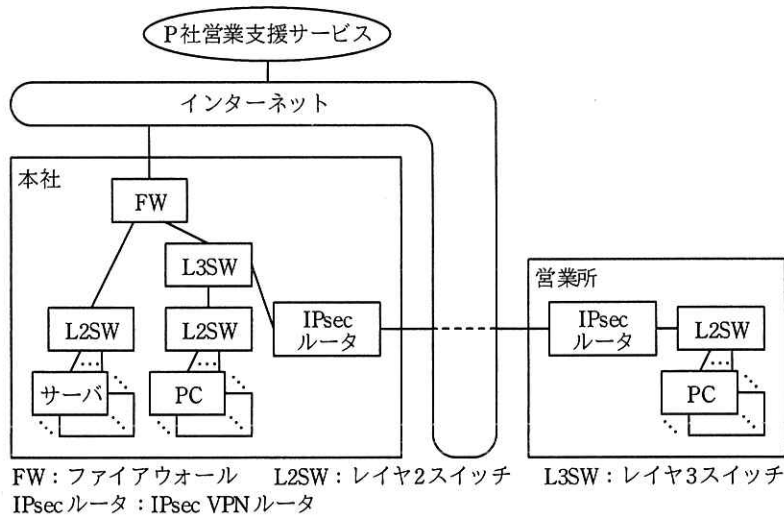 P社営業支援サービス
インターネット
本社
FW
L3SW
営業所
L2SW
L2SW
IPsec
ルータ
IPsec
ルータ
L2SW
サーバ
PC
PC
FW:ファイアウォール L2SW:レイヤ2スイッチ L3SW:レイヤ3スイッチ
IPsecルータ:IPsec VPNルータ